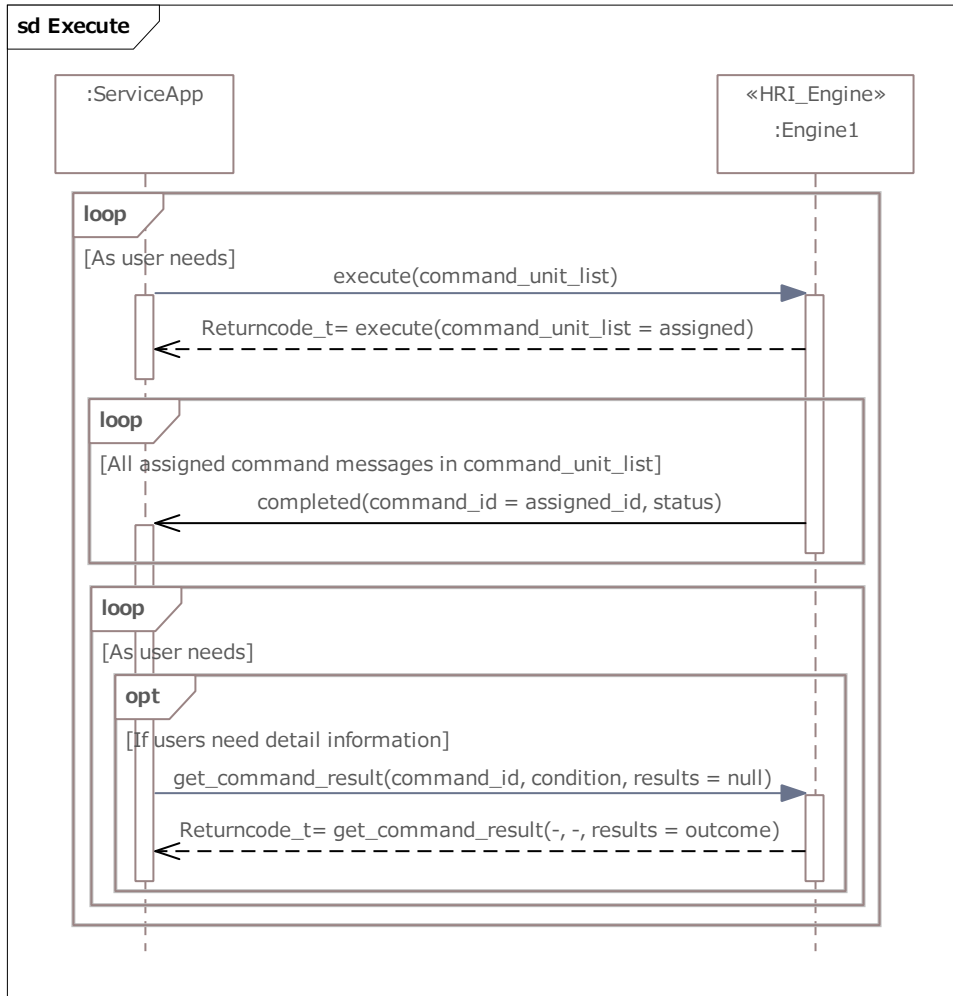 sd Execute
:ServiceApp
«HRI_Engine»
:Engine1
loop
[As user needs]
execute(command_unit_list)
Returncode_t= execute(command_unit_list = assigned)
loop
[All assigned command messages in command_unit_list]
completed(command_id = assigned_id, status)
loop
[As user needs]
opt
[If users need detail information]
get_command_result(command_id, condition, results = null)
Returncode_t= get_command_result(-, -, results = outcome)